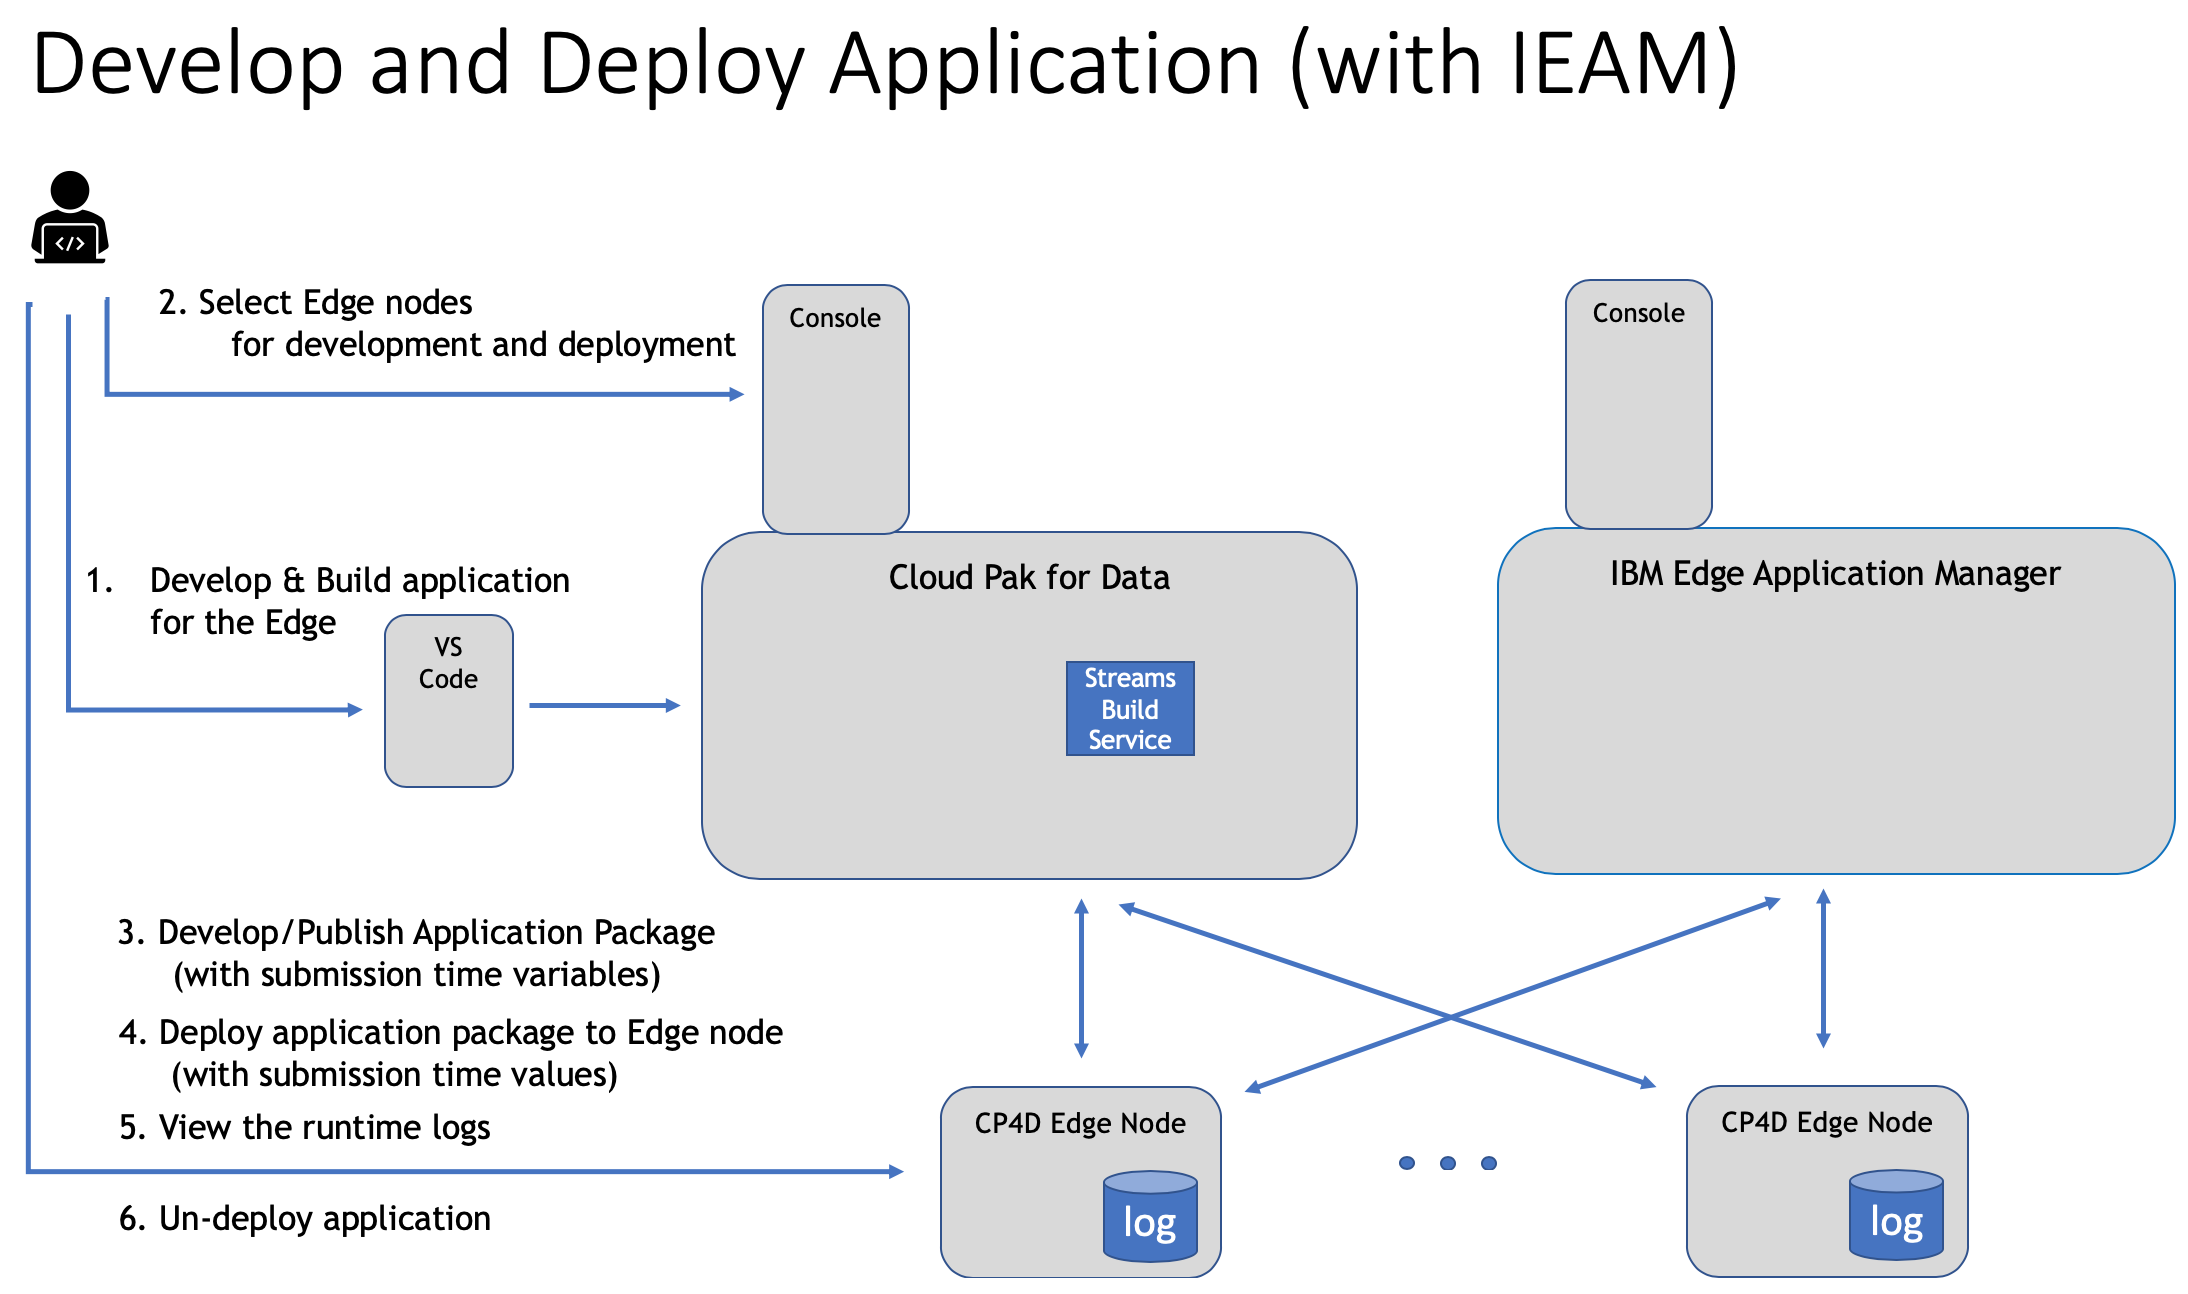 Develop and Deploy Application (with IEAM)
</>
2. Select Edge nodes
for development and deployment
Console
Console
1. Develop & Build application
for the Edge
VS
Code
Cloud Pak for Data
Streams
Build
Service
IBM Edge Application Manager
3. Develop/Publish Application Package
(with submission time variables)
4. Deploy application package to Edge node
(with submission time values)
5. View the runtime logs
6. Un-deploy application
CP4D Edge Node
log
CP4D Edge Node
log